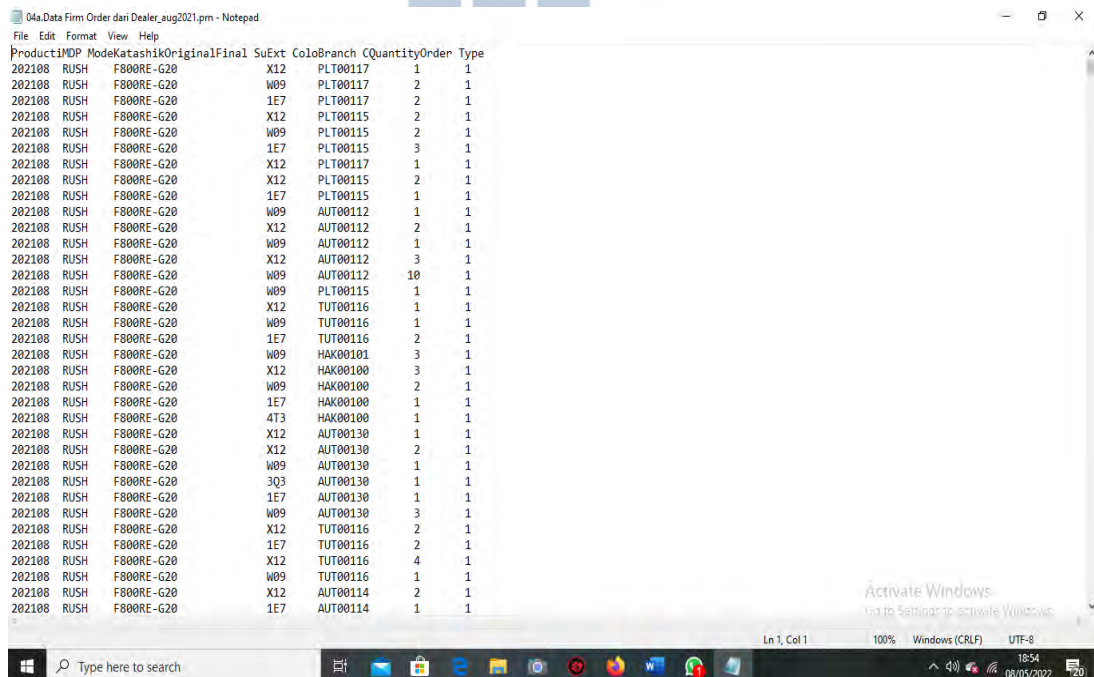 04a.Data Firm Order dari Dealer_aug2021.prn - Notepad
File Edit Format View Help
ProductiMDP ModeKatashikOriginalFinal SuExt ColoBranch CQuantityOrder Type
202108 RUSH F800RE-G20 X12 PLT00117 1 1
202108 RUSH F800RE-G20 W09 PLT00117 2 1
202108 RUSH F800RE-G20 1E7 PLT00117 2 1
202108 RUSH F800RE-G20 X12 PLT00115 2 1
202108 RUSH F800RE-G20 W09 PLT00115 2 1
202108 RUSH F800RE-G20 1E7 PLT00115 3 1
202108 RUSH F800RE-G20 X12 PLT00117 1 1
202108 RUSH F800RE-G20 X12 PLT00115 2 1
202108 RUSH F800RE-G20 1E7 PLT00115 1 1
202108 RUSH F800RE-G20 W09 AUT00112 1 1
202108 RUSH F800RE-G20 X12 AUT00112 2 1
202108 RUSH F800RE-G20 W09 AUT00112 1 1
202108 RUSH F800RE-G20 X12 AUT00112 3 1
202108 RUSH F800RE-G20 W09 AUT00112 10 1
202108 RUSH F800RE-G20 W09 PLT00115 1 1
202108 RUSH F800RE-G20 X12 TUT00116 1 1
202108 RUSH F800RE-G20 W09 TUT00116 1 1
202108 RUSH F800RE-G20 1E7 TUT00116 2 1
202108 RUSH F800RE-G20 W09 HAK00101 3 1
202108 RUSH F800RE-G20 X12 HAK00100 3 1
202108 RUSH F800RE-G20 W09 HAK00100 2 1
202108 RUSH F800RE-G20 1E7 HAK00100 1 1
202108 RUSH F800RE-G20 4T3 HAK00100 1 1
202108 RUSH F800RE-G20 X12 AUT00130 1 1
202108 RUSH F800RE-G20 X12 AUT00130 2 1
202108 RUSH F800RE-G20 W09 AUT00130 1 1
202108 RUSH F800RE-G20 3Q3 AUT00130 1 1
202108 RUSH F800RE-G20 1E7 AUT00130 1 1
202108 RUSH F800RE-G20 W09 AUT00130 3 1
202108 RUSH F800RE-G20 X12 TUT00116 2 1
202108 RUSH F800RE-G20 1E7 TUT00116 2 1
202108 RUSH F800RE-G20 X12 TUT00116 4 1
202108 RUSH F800RE-G20 W09 TUT00116 1 1
202108 RUSH F800RE-G20 X12 AUT00114 2 1
202108 RUSH F800RE-G20 1E7 AUT00114 1 1
Activate Windows
Go to Settings to activate Windows.
Ln 1, Col 1 100% Windows (CRLF) UTF-8
Type here to search
18:54
08/05/2022
20